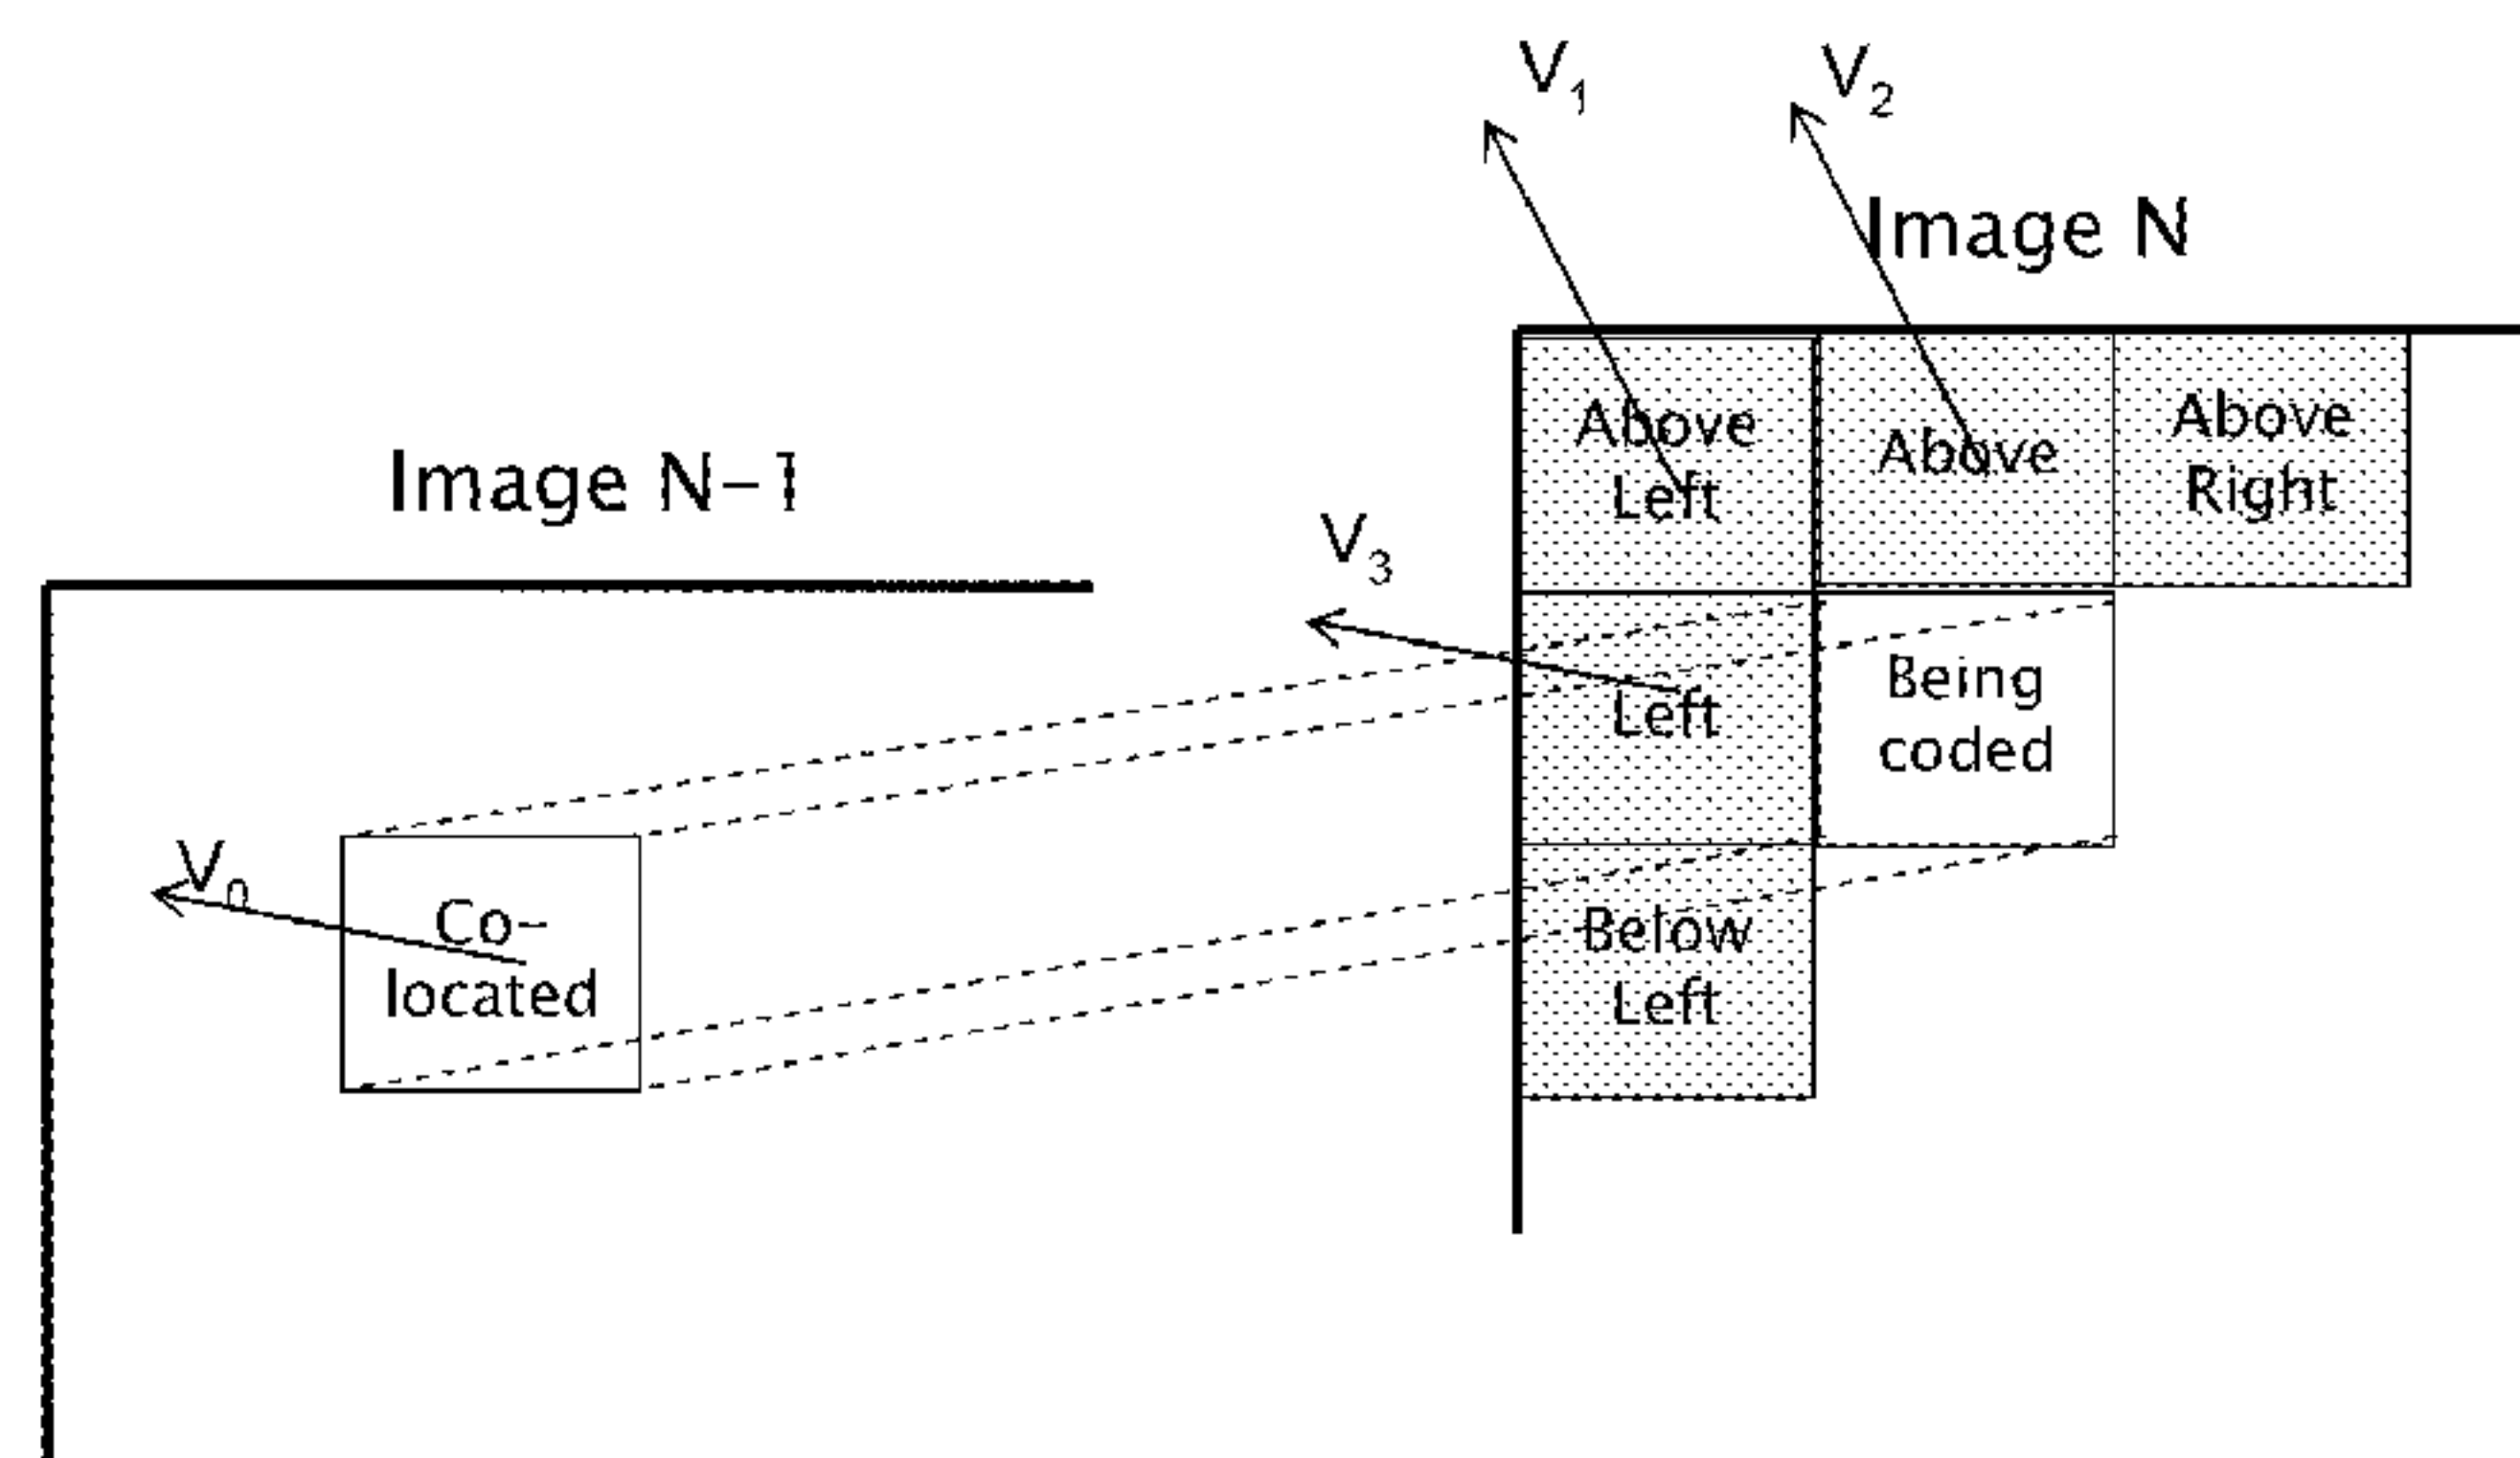 V1
V2
Image N
Above
Left
Above
Above
Right
Image N-1
V3
Left
Being
coded
V0
Co-
located
Below
Left